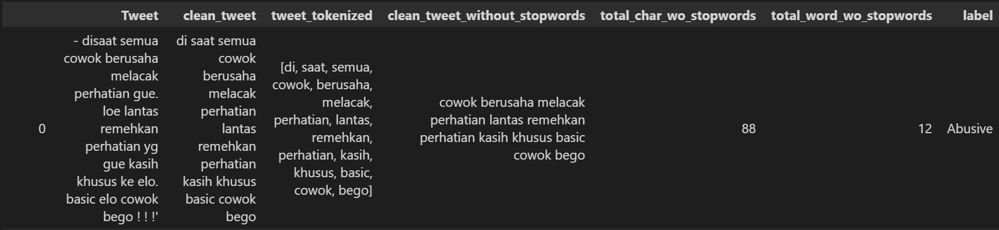 Tweet clean_tweet tweet_tokenized clean_tweet_without_stopwords total_char_wo_stopwords total_word_wo_stopwords label
0
- disaat semua
cowok berusaha
melacak
perhatian gue.
loe lantas
remehkan
perhatian yg
gue kasih
khusus ke elo.
basic elo cowok
bego ! ! !'
di saat semua
cowok
berusaha
melacak
perhatian
lantas
remehkan
perhatian
kasih khusus
basic cowok
bego
[di, saat, semua,
cowok, berusaha,
melacak,
perhatian, lantas,
remehkan,
perhatian, kasih,
khusus, basic,
cowok, bego]
cowok berusaha melacak
perhatian lantas remehkan
perhatian kasih khusus basic
cowok bego
88
12
Abusive